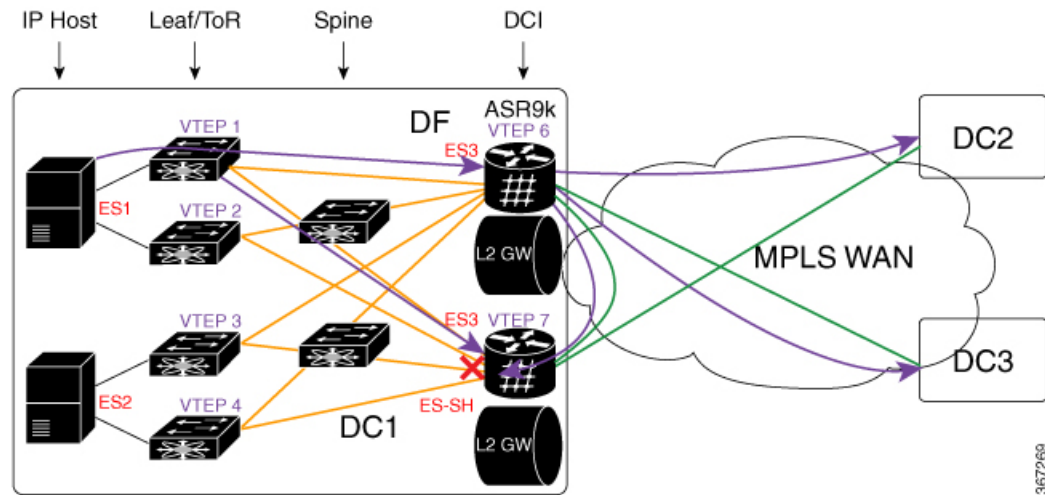 IP Host
Leaf/ToR
Spine
DCI
ASR9k
VTEP 6
DF
VTEP 1
ES3
ES1
VTEP 2
L2 GW
DC2
MPLS WAN
VTEP 3
ES3
VTEP 7
DC3
ES2
VTEP 4
ES-SH
DC1
L2 GW
367269